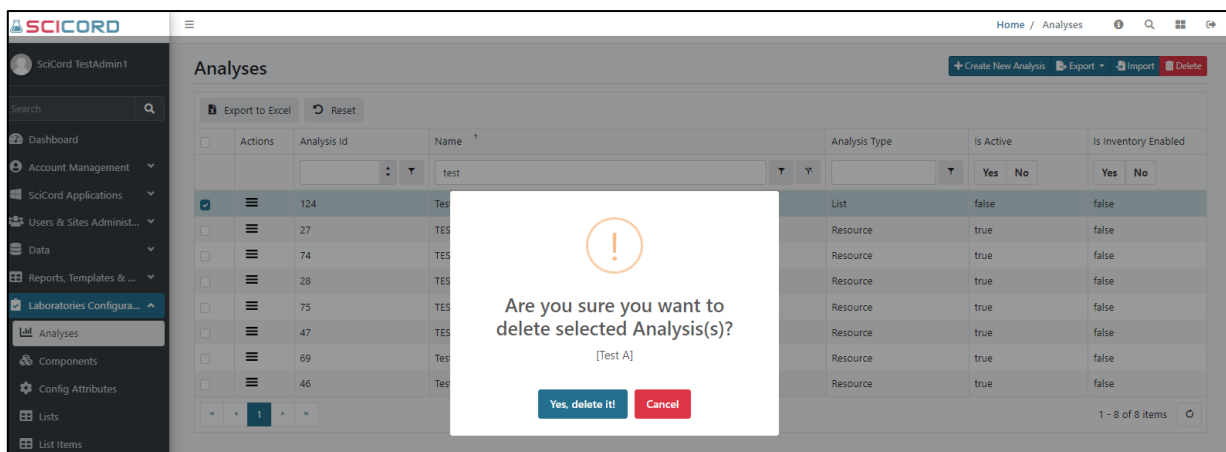 SCICORD
Home / Analyses
SciCord TestAdmin1
Analyses
Create New Analysis Export Import Delete
Search
Export to Excel Reset
Dashboard
Actions Analysis Id Name ↑ Analysis Type Is Active Is Inventory Enabled
Account Management
test Yes No Yes No
SciCord Applications
124 List false false
Users & Sites Administ...
27 TES Resource true false
Data
74 TES Resource true false
Reports, Templates & ...
28 TES Resource true false
Laboratories Configura...
75 TES Resource true false
Analyses
47 TES Resource true false
Components
69 Resource true false
Config Attributes
46 Resource true false
Lists
1
1 - 8 of 8 items
List Items
!
Are you sure you want to
delete selected Analysis(s)?
[Test A]
Yes, delete it! Cancel